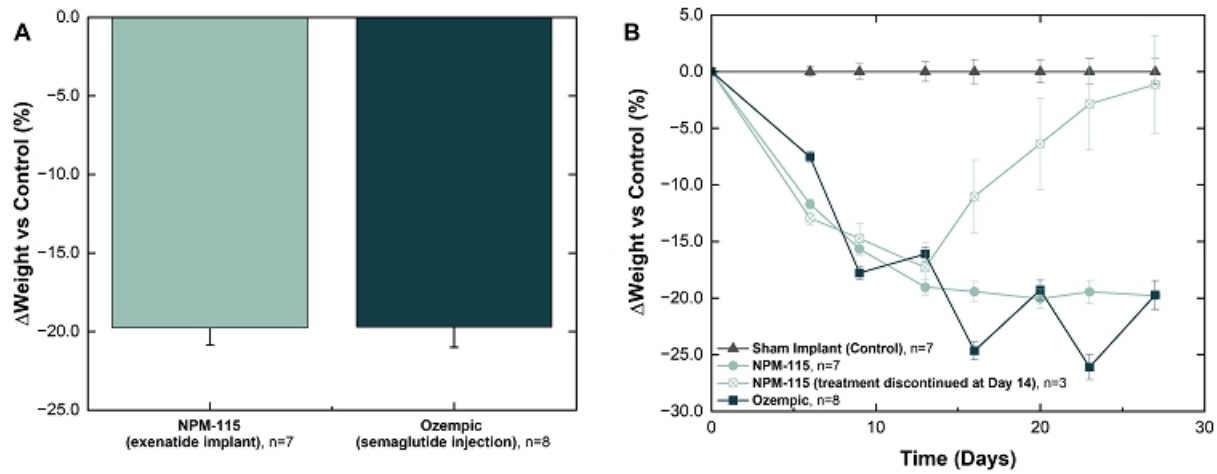 A
ΔWeight vs Control (%)
0.0
−5.0
−10.0
−15.0
−20.0
−25.0
NPM-115
(exenatide implant), n=7
Ozempic
(semaglutide injection), n=8
B
ΔWeight vs Control (%)
5.0
0.0
−5.0
−10.0
−15.0
−20.0
−25.0
−30.0
Sham Implant (Control), n=7
NPM-115, n=7
NPM-115 (treatment discontinued at Day 14), n=3
Ozempic, n=8
0 10 20 30
Time (Days)